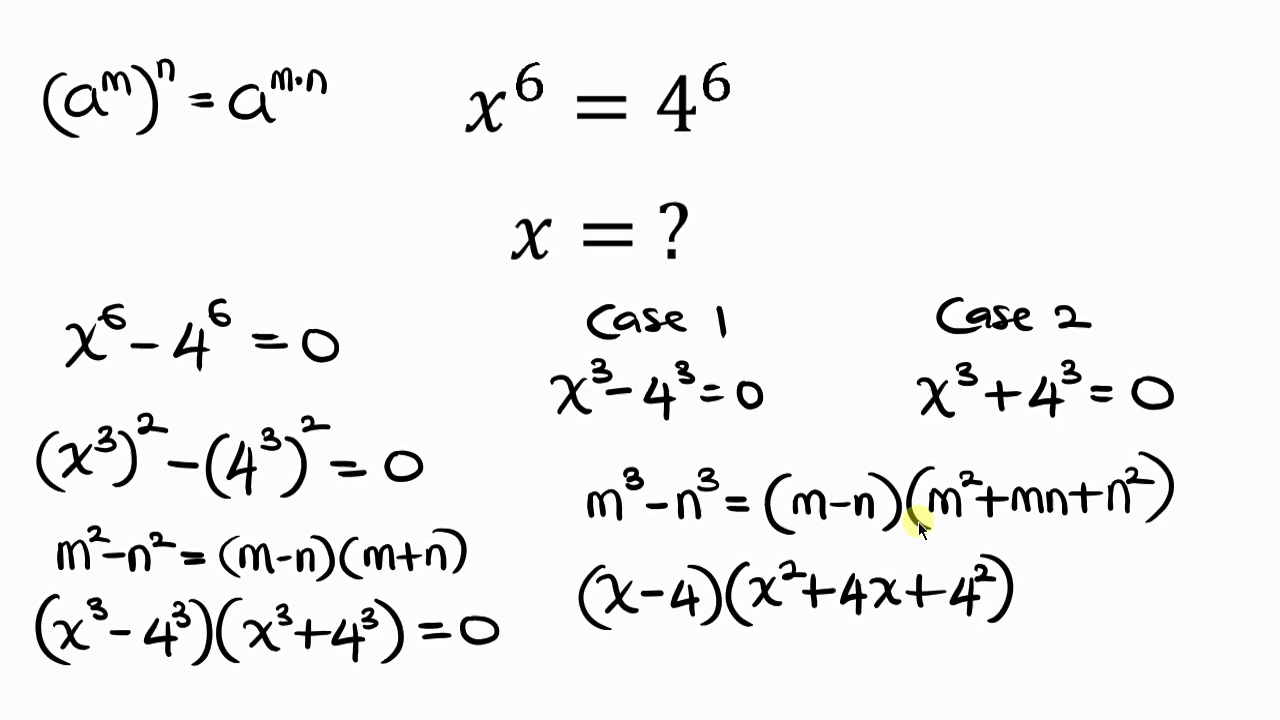 (a^m)^n = a^{m·n}
x^6 = 4^6
x = ?
x^6 - 4^6 = 0
(x^3)^2 - (4^3)^2 = 0
m^2 - n^2 = (m-n)(m+n)
(x^3 - 4^3)(x^3 + 4^3) = 0
Case 1
x^3 - 4^3 = 0
Case 2
x^3 + 4^3 = 0
m^3 - n^3 = (m-n)(m^2 + mn + n^2)
(x - 4)(x^2 + 4x + 4^2)